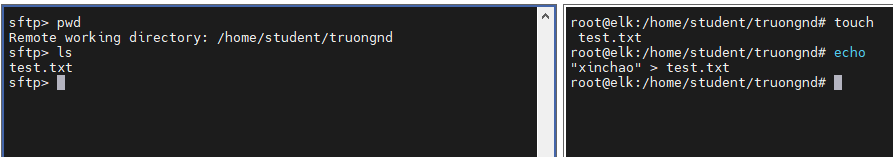 sftp> pwd
Remote working directory: /home/student/truongnd
sftp> ls
test.txt
sftp>
root@elk:/home/student/truongnd# touch
test.txt
root@elk:/home/student/truongnd# echo
"xinchao" > test.txt
root@elk:/home/student/truongnd#